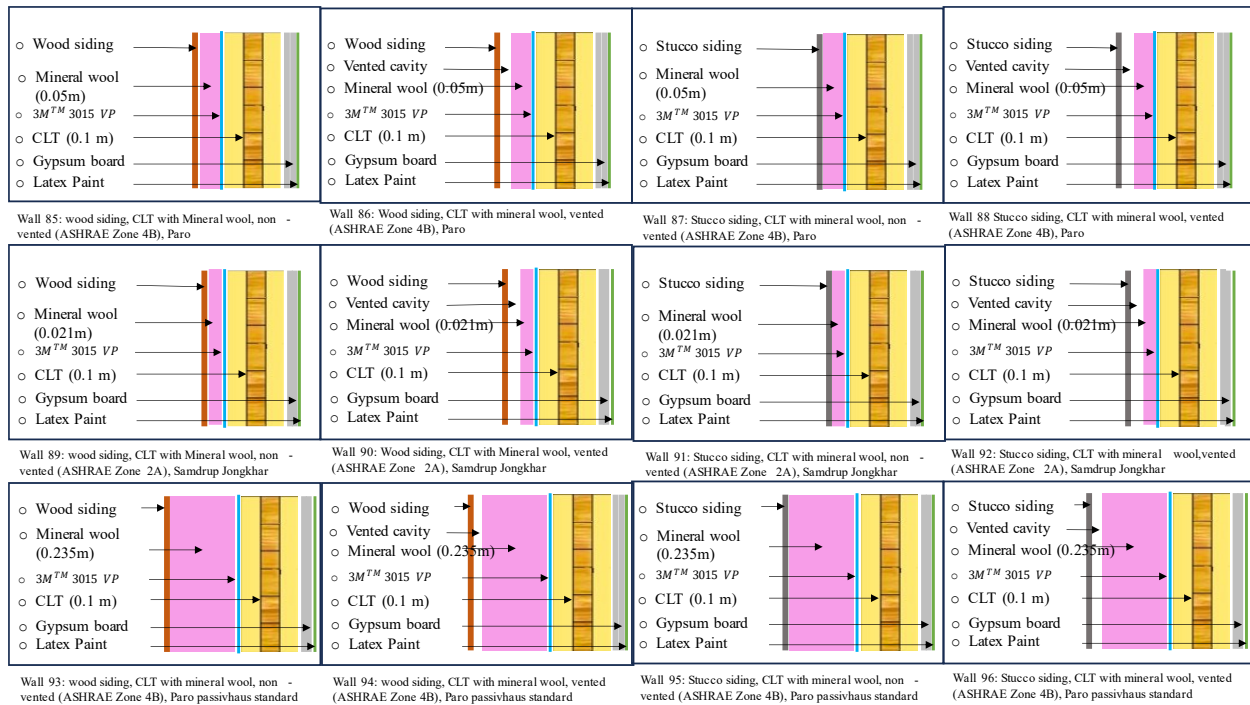 ○ Wood siding
○ Mineral wool
(0.05m)
○ 3M™ 3015 VP
○ CLT (0.1 m)
○ Gypsum board
○ Latex Paint
Wall 85: wood siding, CLT with Mineral wool, non -
vented (ASHRAE Zone 4B), Paro
○ Wood siding
○ Vented cavity
○ Mineral wool (0.05m)
○ 3M™ 3015 VP
○ CLT (0.1 m)
○ Gypsum board
○ Latex Paint
Wall 86: Wood siding, CLT with mineral wool, vented
(ASHRAE Zone 4B), Paro
○ Stucco siding
○ Mineral wool
(0.05m)
○ 3M™ 3015 VP
○ CLT (0.1 m)
○ Gypsum board
○ Latex Paint
Wall 87: Stucco siding, CLT with mineral wool, non -
vented (ASHRAE Zone 4B), Paro
○ Stucco siding
○ Vented cavity
○ Mineral wool (0.05m)
○ 3M™ 3015 VP
○ CLT (0.1 m)
○ Gypsum board
○ Latex Paint
Wall 88 Stucco siding, CLT with mineral wool, vented
(ASHRAE Zone 4B), Paro
○ Wood siding
○ Mineral wool
(0.021m)
○ 3M™ 3015 VP
○ CLT (0.1 m)
○ Gypsum board
○ Latex Paint
Wall 89: wood siding, CLT with Mineral wool, non -
vented (ASHRAE Zone 2A), Samdrup Jongkhar
○ Wood siding
○ Vented cavity
○ Mineral wool (0.021m)
○ 3M™ 3015 VP
○ CLT (0.1 m)
○ Gypsum board
○ Latex Paint
Wall 90: Wood siding, CLT with Mineral wool, vented
(ASHRAE Zone 2A), Samdrup Jongkhar
○ Stucco siding
○ Mineral wool
(0.021m)
○ 3M™ 3015 VP
○ CLT (0.1 m)
○ Gypsum board
○ Latex Paint
Wall 91: Stucco siding, CLT with mineral wool, non -
vented (ASHRAE Zone 2A), Samdrup Jongkhar
○ Stucco siding
○ Vented cavity
○ Mineral wool (0.021m)
○ 3M™ 3015 VP
○ CLT (0.1 m)
○ Gypsum board
○ Latex Paint
Wall 92: Stucco siding, CLT with mineral wool,vented
(ASHRAE Zone 2A), Samdrup Jongkhar
○ Wood siding
○ Mineral wool
(0.235m)
○ 3M™ 3015 VP
○ CLT (0.1 m)
○ Gypsum board
○ Latex Paint
Wall 93: wood siding, CLT with mineral wool, non -
vented (ASHRAE Zone 4B), Paro passivhaus standard
○ Wood siding
○ Vented cavity
○ Mineral wool (0.235m)
○ 3M™ 3015 VP
○ CLT (0.1 m)
○ Gypsum board
○ Latex Paint
Wall 94: wood siding, CLT with mineral wool, vented
(ASHRAE Zone 4B), Paro passivhaus standard
○ Stucco siding
○ Mineral wool
(0.235m)
○ 3M™ 3015 VP
○ CLT (0.1 m)
○ Gypsum board
○ Latex Paint
Wall 95: Stucco siding, CLT with mineral wool, non -
vented (ASHRAE Zone 4B), Paro passivhaus standard
○ Stucco siding
○ Vented cavity
○ Mineral wool (0.235m)
○ 3M™ 3015 VP
○ CLT (0.1 m)
○ Gypsum board
○ Latex Paint
Wall 96: Stucco siding, CLT with mineral wool, vented
(ASHRAE Zone 4B), Paro passivhaus standard